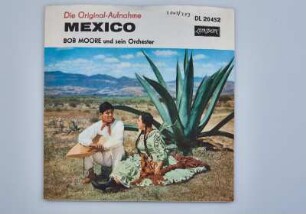 Die Original-Aufnahme
DL 20452
MEXICO
LONDON
BOB MOORE und sein Orchester